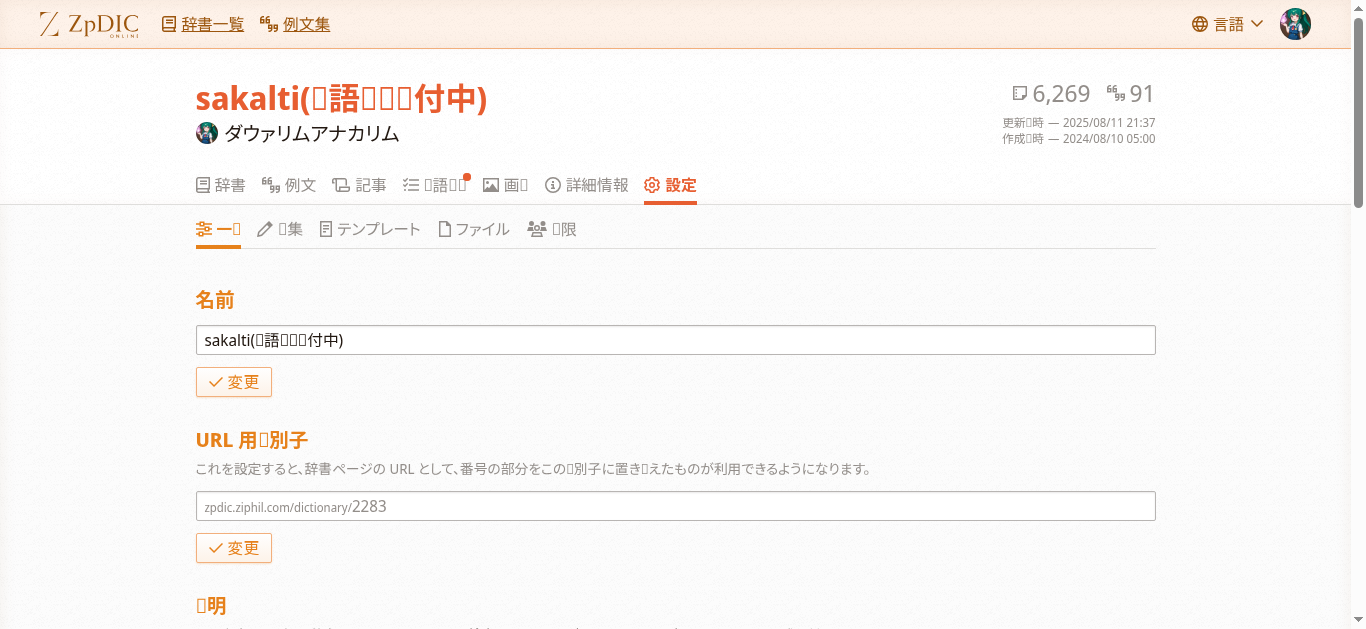 ZpDIC ONLINE 辞書一覧 例文集 言語
sakalti(▯語▯▯▯付中)
6,269 91
ダウァリムアナカリム
更新▯時 — 2025/08/11 21:37
作成▯時 — 2024/08/10 05:00
辞書 例文 記事 ▯語▯▯ 画▯ 詳細情報 設定
一▯ ▯集 テンプレート ファイル ▯限
名前
sakalti(▯語▯▯▯付中)
変更
URL 用▯別子
これを設定すると、辞書ページの URL として、番号の部分をこの▯別子に置き▯えたものが利用できるようになります。
zpdic.ziphil.com/dictionary/2283
変更
▯明